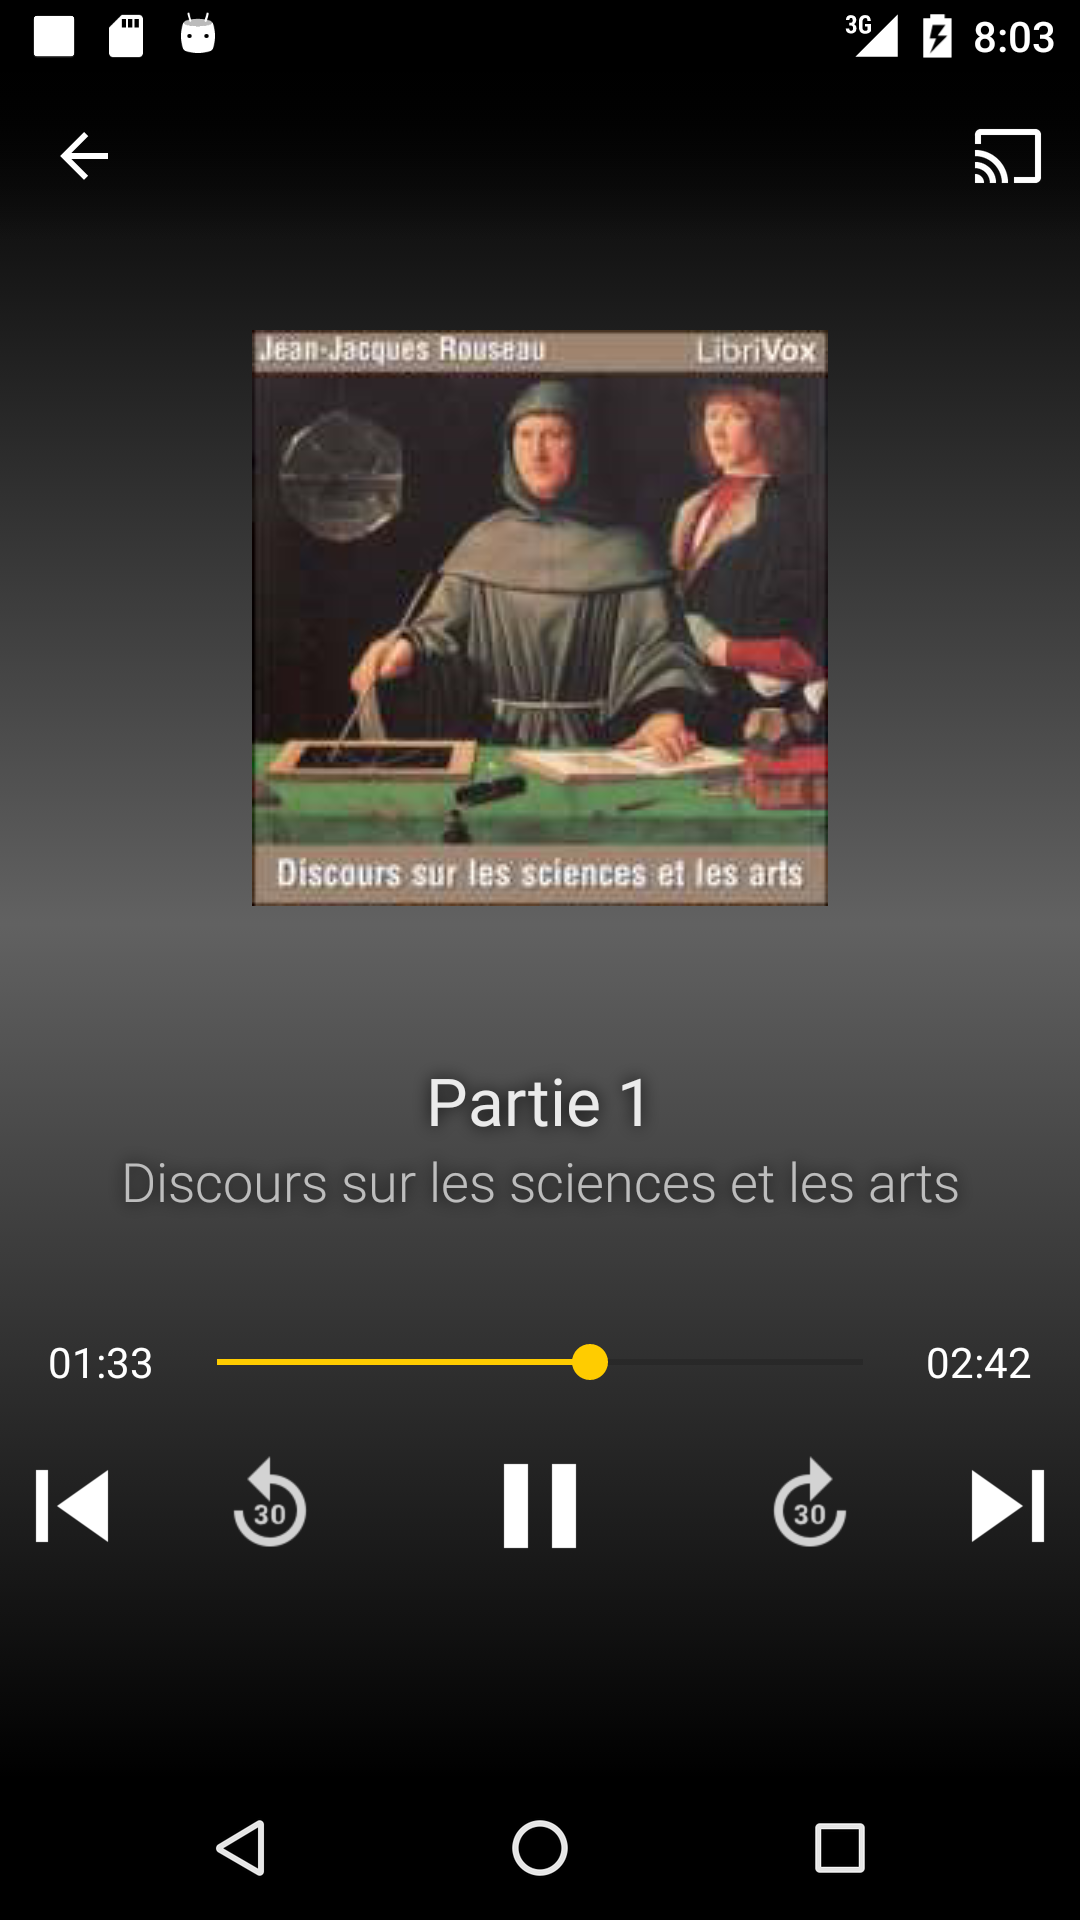 3G 8:03
Jean-Jacques Rouseau LibriVox
Discours sur les sciences et les arts
Partie 1
Discours sur les sciences et les arts
01:33 02:42
30 30